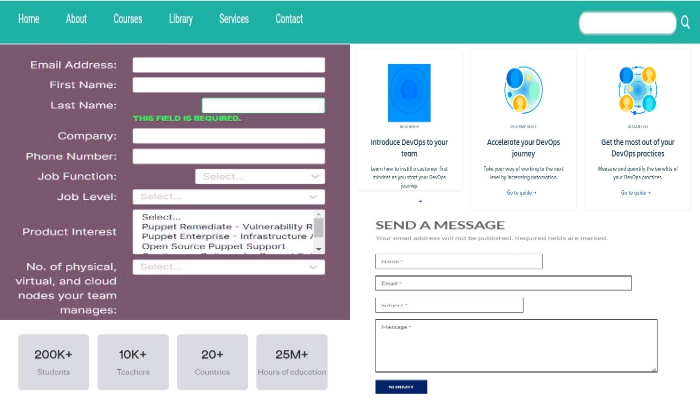 Home About Courses Library Services Contact
Email Address:
First Name:
Last Name:
THIS FIELD IS REQUIRED.
Company:
Phone Number:
Job Function: Select...
Job Level: Select...
Product Interest
Select...
Puppet Remediate - Vulnerability R
Puppet Enterprise - Infrastructure /
Open Source Puppet Support
No. of physical,
virtual, and cloud
nodes your team
manages:
Select...
200K+
Students
10K+
Teachers
20+
Countries
25M+
Hours of education
BEGINNER
Introduce DevOps to your
team
Learn how to instill a customer first
mindset as you start your DevOps
journey.
INTERMEDIATE
Accelerate your DevOps
journey
Take your way of working to the next
level by increasing automation.
Go to guide →
ADVANCED
Get the most out of your
DevOps practices
Measure and quantify the benefits of
your DevOps practices.
Go to guide →
SEND A MESSAGE
Your email address will not be published. Required fields are marked.
Name *
Email *
Subject *
Message *
SUBMIT